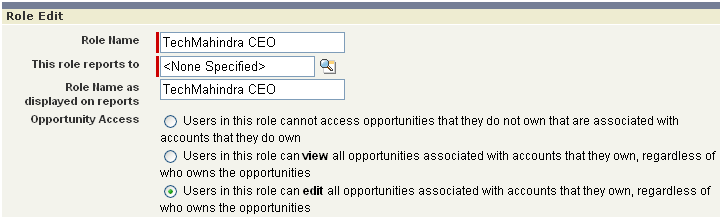 Role Edit
Role Name TechMahindra CEO
This role reports to <None Specified>
Role Name as
displayed on reports TechMahindra CEO
Opportunity Access Users in this role cannot access opportunities that they do not own that are associated with
accounts that they do own
Users in this role can view all opportunities associated with accounts that they own, regardless of
who owns the opportunities
Users in this role can edit all opportunities associated with accounts that they own, regardless of
who owns the opportunities